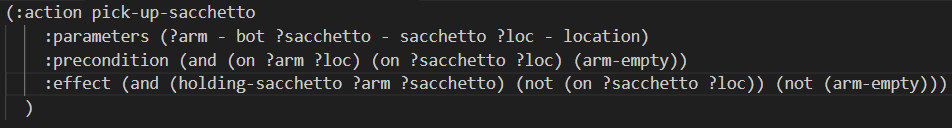 (:action pick-up-sacchetto
:parameters (?arm - bot ?sacchetto - sacchetto ?loc - location)
:precondition (and (on ?arm ?loc) (on ?sacchetto ?loc) (arm-empty))
:effect (and (holding-sacchetto ?arm ?sacchetto) (not (on ?sacchetto ?loc)) (not (arm-empty)))
)